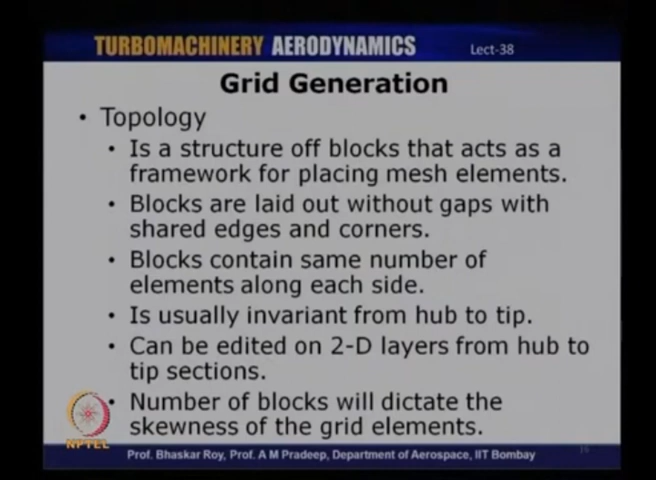 TURBOMACHINERY AERODYNAMICS Lect-38
Grid Generation
• Topology
• Is a structure off blocks that acts as a
framework for placing mesh elements.
• Blocks are laid out without gaps with
shared edges and corners.
• Blocks contain same number of
elements along each side.
• Is usually invariant from hub to tip.
• Can be edited on 2-D layers from hub to
tip sections.
• Number of blocks will dictate the
skewness of the grid elements.
NPTEL
Prof. Bhaskar Roy, Prof. A M Pradeep, Department of Aerospace, IIT Bombay